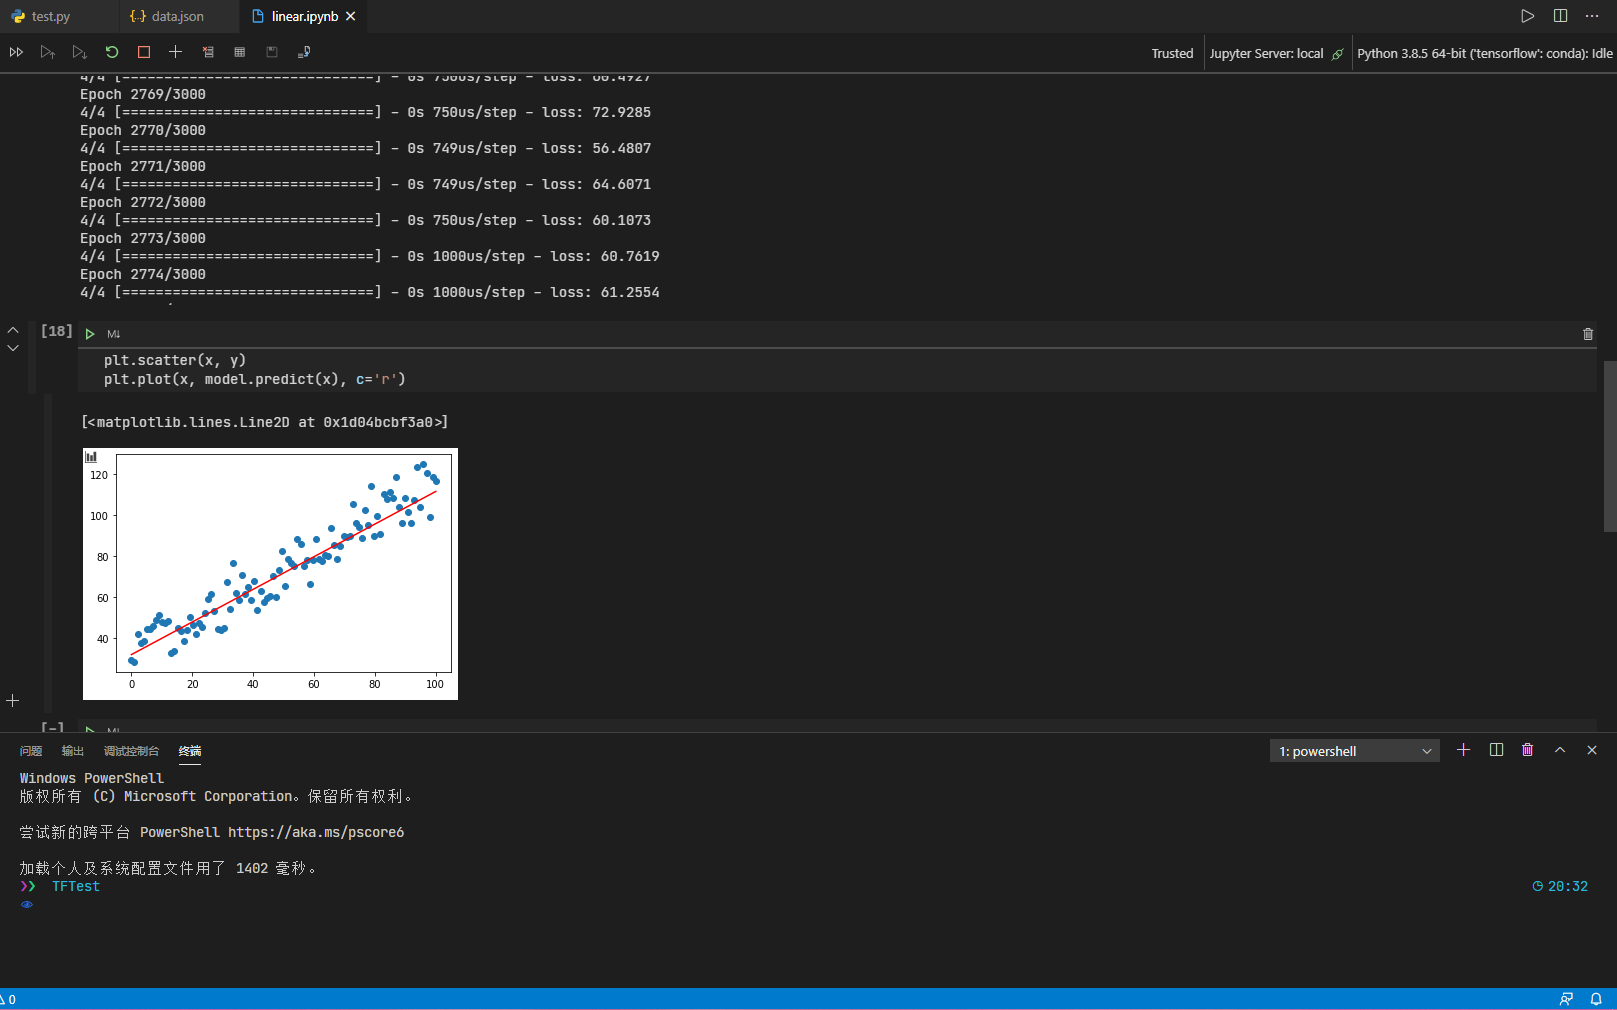 test.py
data.json
linear.ipynb
Trusted
Jupyter Server: local
Python 3.8.5 64-bit ('tensorflow': conda): Idle
4/4 [==============================] - 0s 750us/step - loss: 60.4927
Epoch 2769/3000
4/4 [==============================] - 0s 750us/step - loss: 72.9285
Epoch 2770/3000
4/4 [==============================] - 0s 749us/step - loss: 56.4807
Epoch 2771/3000
4/4 [==============================] - 0s 749us/step - loss: 64.6071
Epoch 2772/3000
4/4 [==============================] - 0s 750us/step - loss: 60.1073
Epoch 2773/3000
4/4 [==============================] - 0s 1000us/step - loss: 60.7619
Epoch 2774/3000
4/4 [==============================] - 0s 1000us/step - loss: 61.2554
[18]
M↓
plt.scatter(x, y)
plt.plot(x, model.predict(x), c='r')
[<matplotlib.lines.Line2D at 0x1d04bcbf3a0>]
120
100
80
60
40
0 20 40 60 80 100
[-]
M↓
问题 输出 调试控制台 终端
1: powershell
Windows PowerShell
版权所有 (C) Microsoft Corporation。保留所有权利。
尝试新的跨平台 PowerShell https://aka.ms/pscore6
加载个人及系统配置文件用了 1402 毫秒。
❯❯ TFTest
20:32
0